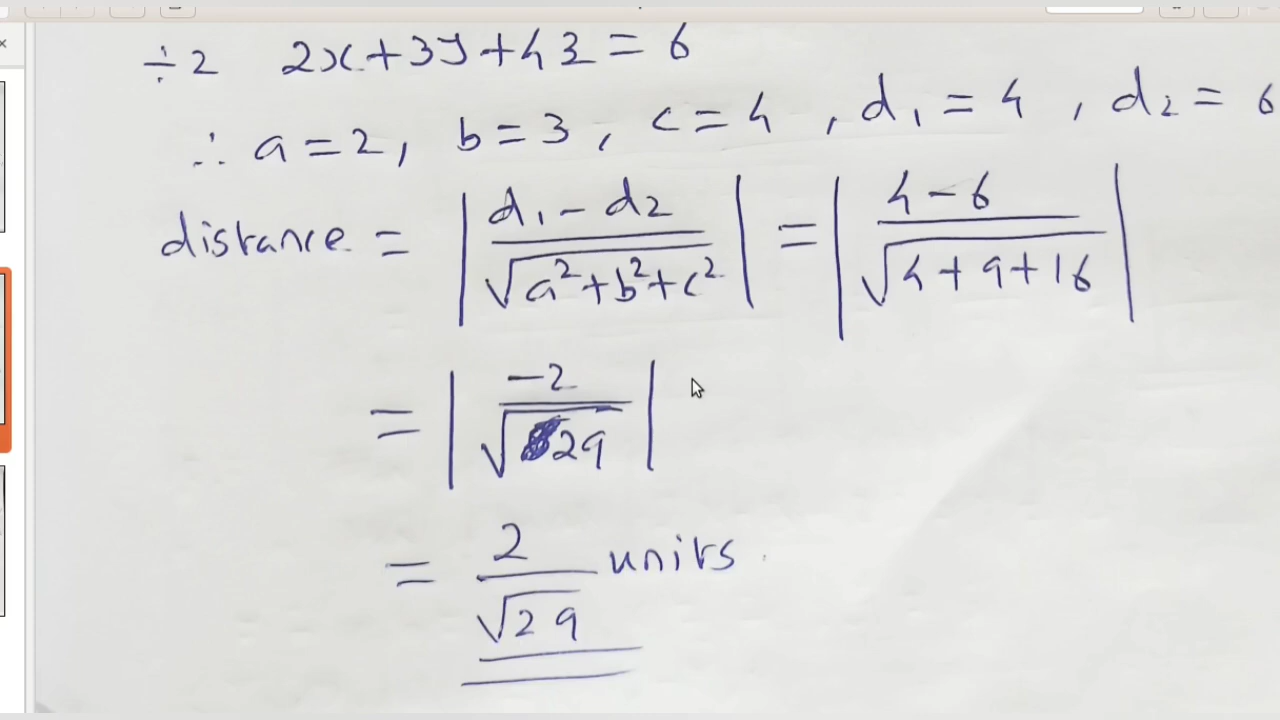 ÷2 2x+3y+4z = 6
∴ a=2, b=3, c=4, d₁=4, d₂=6
distance = | d₁-d₂ / √a²+b²+c² | = | 4-6 / √4+9+16 |
= | -2 / √29 |
= 2 / √29 units.